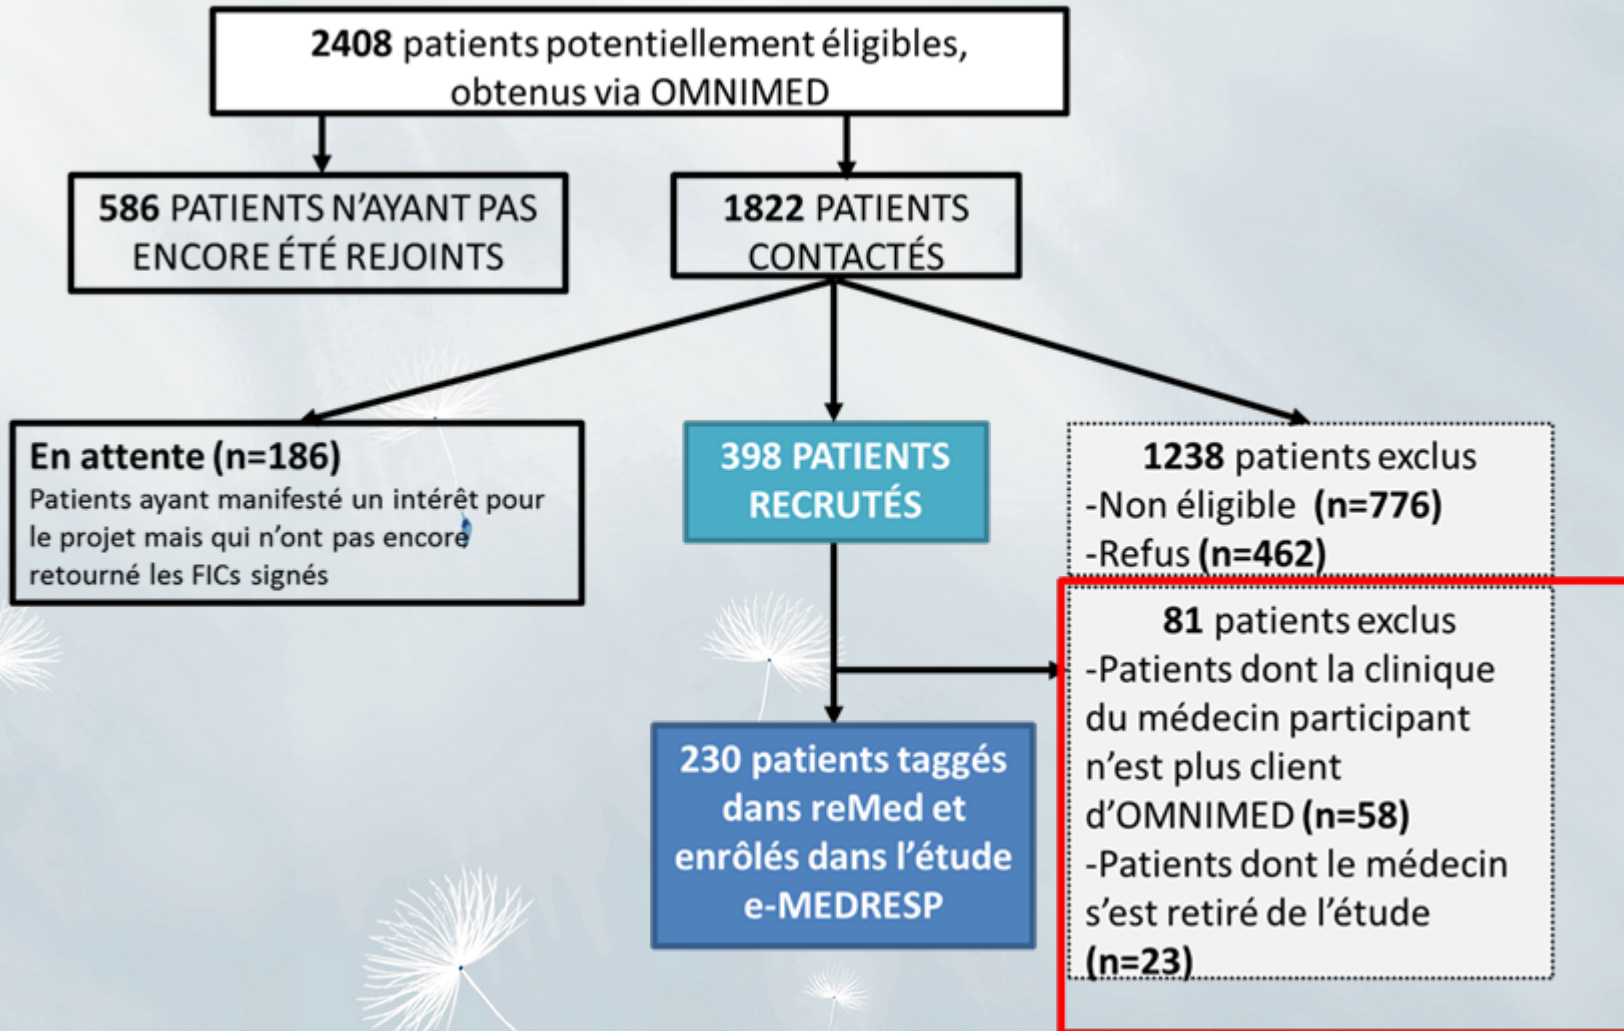 2408 patients potentiellement éligibles,
obtenus via OMNIMED
586 PATIENTS N'AYANT PAS
ENCORE ÉTÉ REJOINTS
1822 PATIENTS
CONTACTÉS
En attente (n=186)
Patients ayant manifesté un intérêt pour
le projet mais qui n'ont pas encore
retourné les FICs signés
398 PATIENTS
RECRUTÉS
1238 patients exclus
-Non éligible (n=776)
-Refus (n=462)
81 patients exclus
-Patients dont la clinique
du médecin participant
n'est plus client
d'OMNIMED (n=58)
-Patients dont le médecin
s'est retiré de l'étude
(n=23)
230 patients taggés
dans reMed et
enrôlés dans l'étude
e-MEDRESP